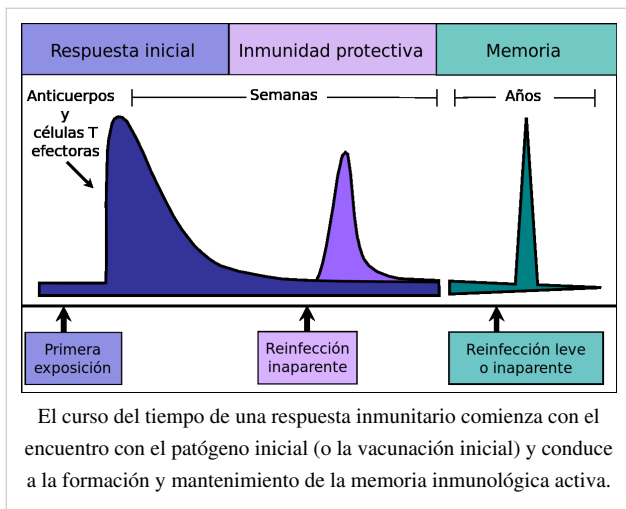 Respuesta inicial
Inmunidad protectiva
Memoria
Anticuerpos
y
células T
efectoras
Semanas
Años
Primera
exposición
Reinfección
inaparente
Reinfección leve
o inaparente
El curso del tiempo de una respuesta inmunitario comienza con el
encuentro con el patógeno inicial (o la vacunación inicial) y conduce
a la formación y mantenimiento de la memoria inmunológica activa.